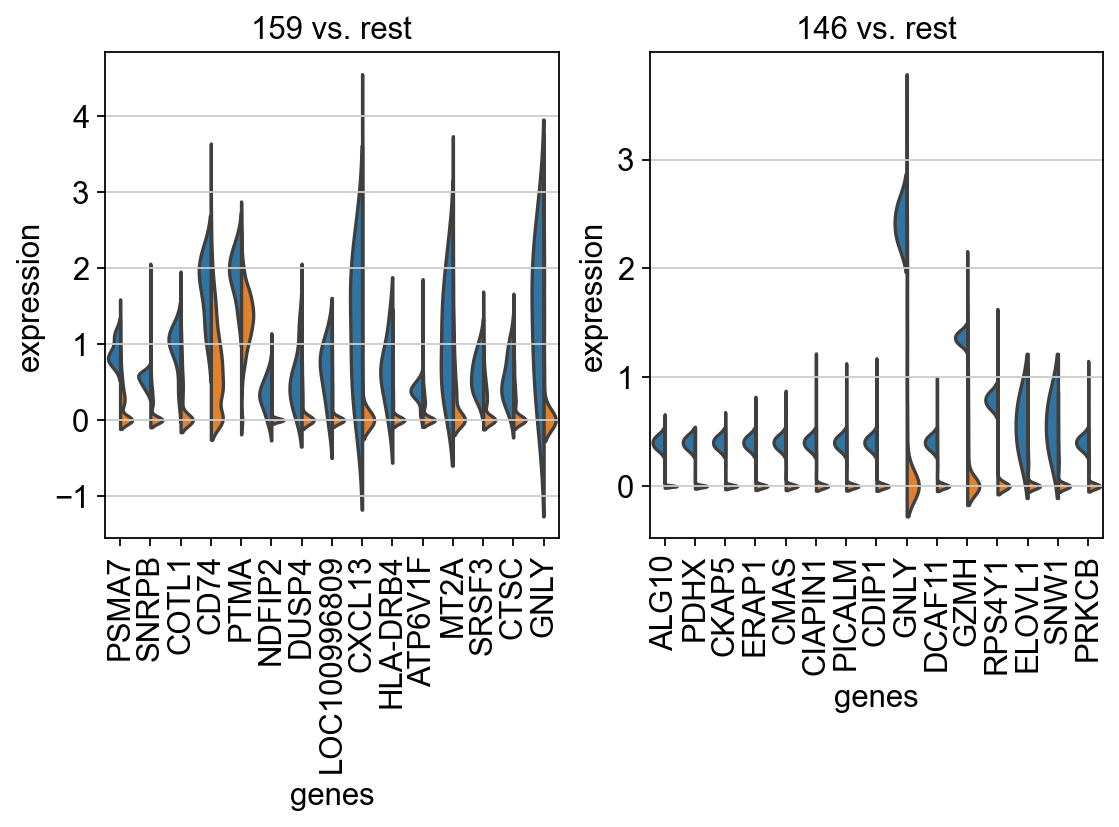 159 vs. rest
expression
4
3
2
1
0
−1
PSMA7
SNRPB
COTL1
CD74
PTMA
NDFIP2
DUSP4
LOC100996809
CXCL13
HLA-DRB4
ATP6V1F
MT2A
SRSF3
CTSC
GNLY
genes
146 vs. rest
expression
3
2
1
0
ALG10
PDHX
CKAP5
ERAP1
CMAS
CIAPIN1
PICALM
CDIP1
GNLY
DCAF11
GZMH
RPS4Y1
ELOVL1
SNW1
PRKCB
genes